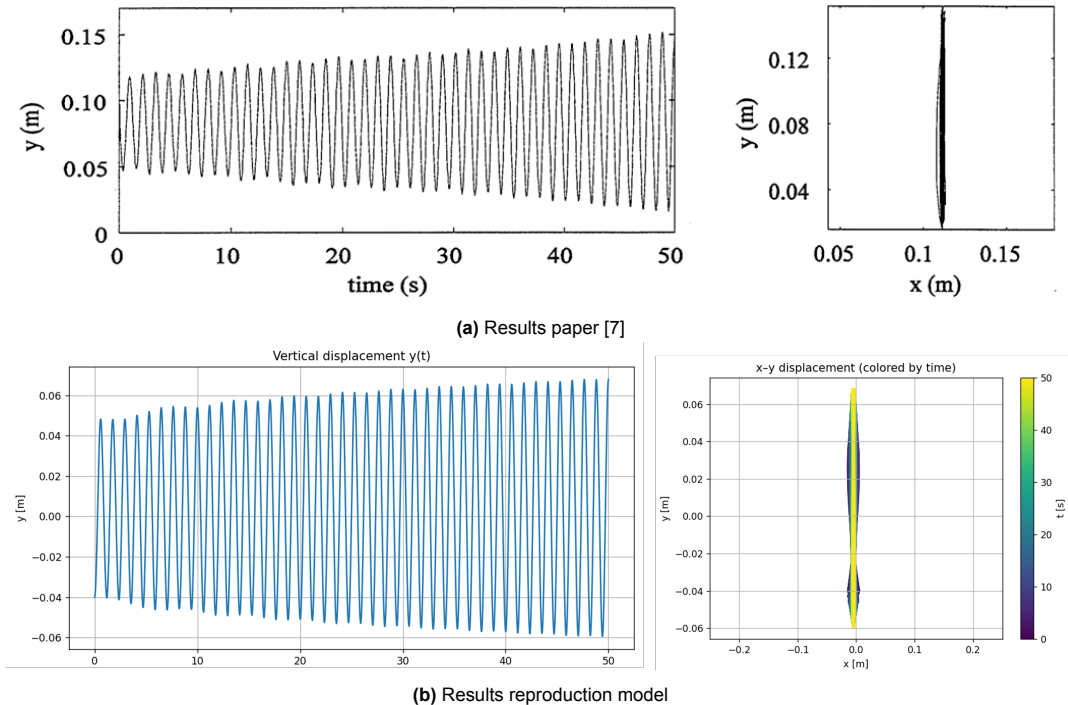 0.15
0.10
0.05
0
y (m)
0 10 20 30 40 50
time (s)
0.12
0.08
0.04
y (m)
0.05 0.1 0.15
x (m)
(a) Results paper [7]
Vertical displacement y(t)
0.06
0.04
0.02
0.00
−0.02
−0.04
−0.06
y [m]
0 10 20 30 40 50
x–y displacement (colored by time)
0.06
0.04
0.02
0.00
−0.02
−0.04
−0.06
y [m]
−0.2 −0.1 0.0 0.1 0.2
x [m]
50
40
30
20
10
0
t [s]
(b) Results reproduction model